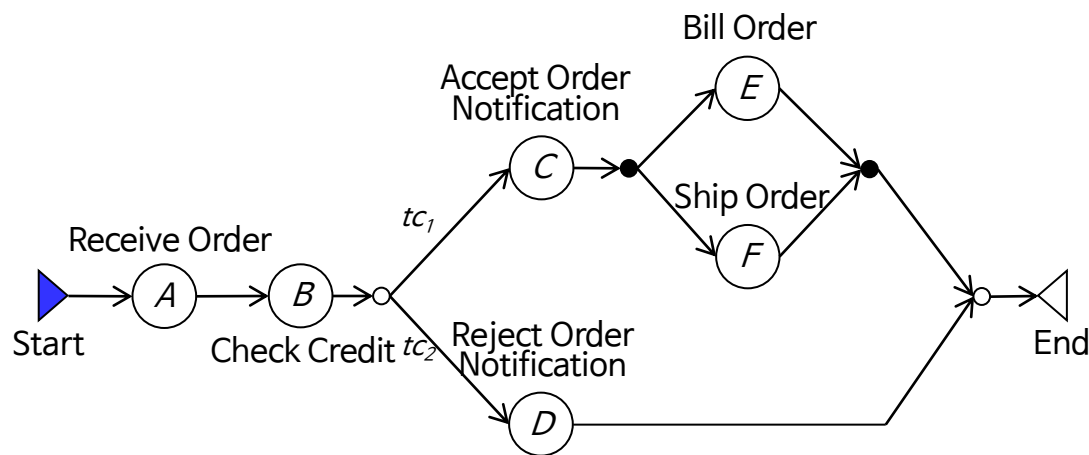 Bill Order
E
Accept Order
Notification
C
Ship Order
F
tc₁
Receive Order
A
B
Start
Check Credit
tc₂
Reject Order
Notification
D
End